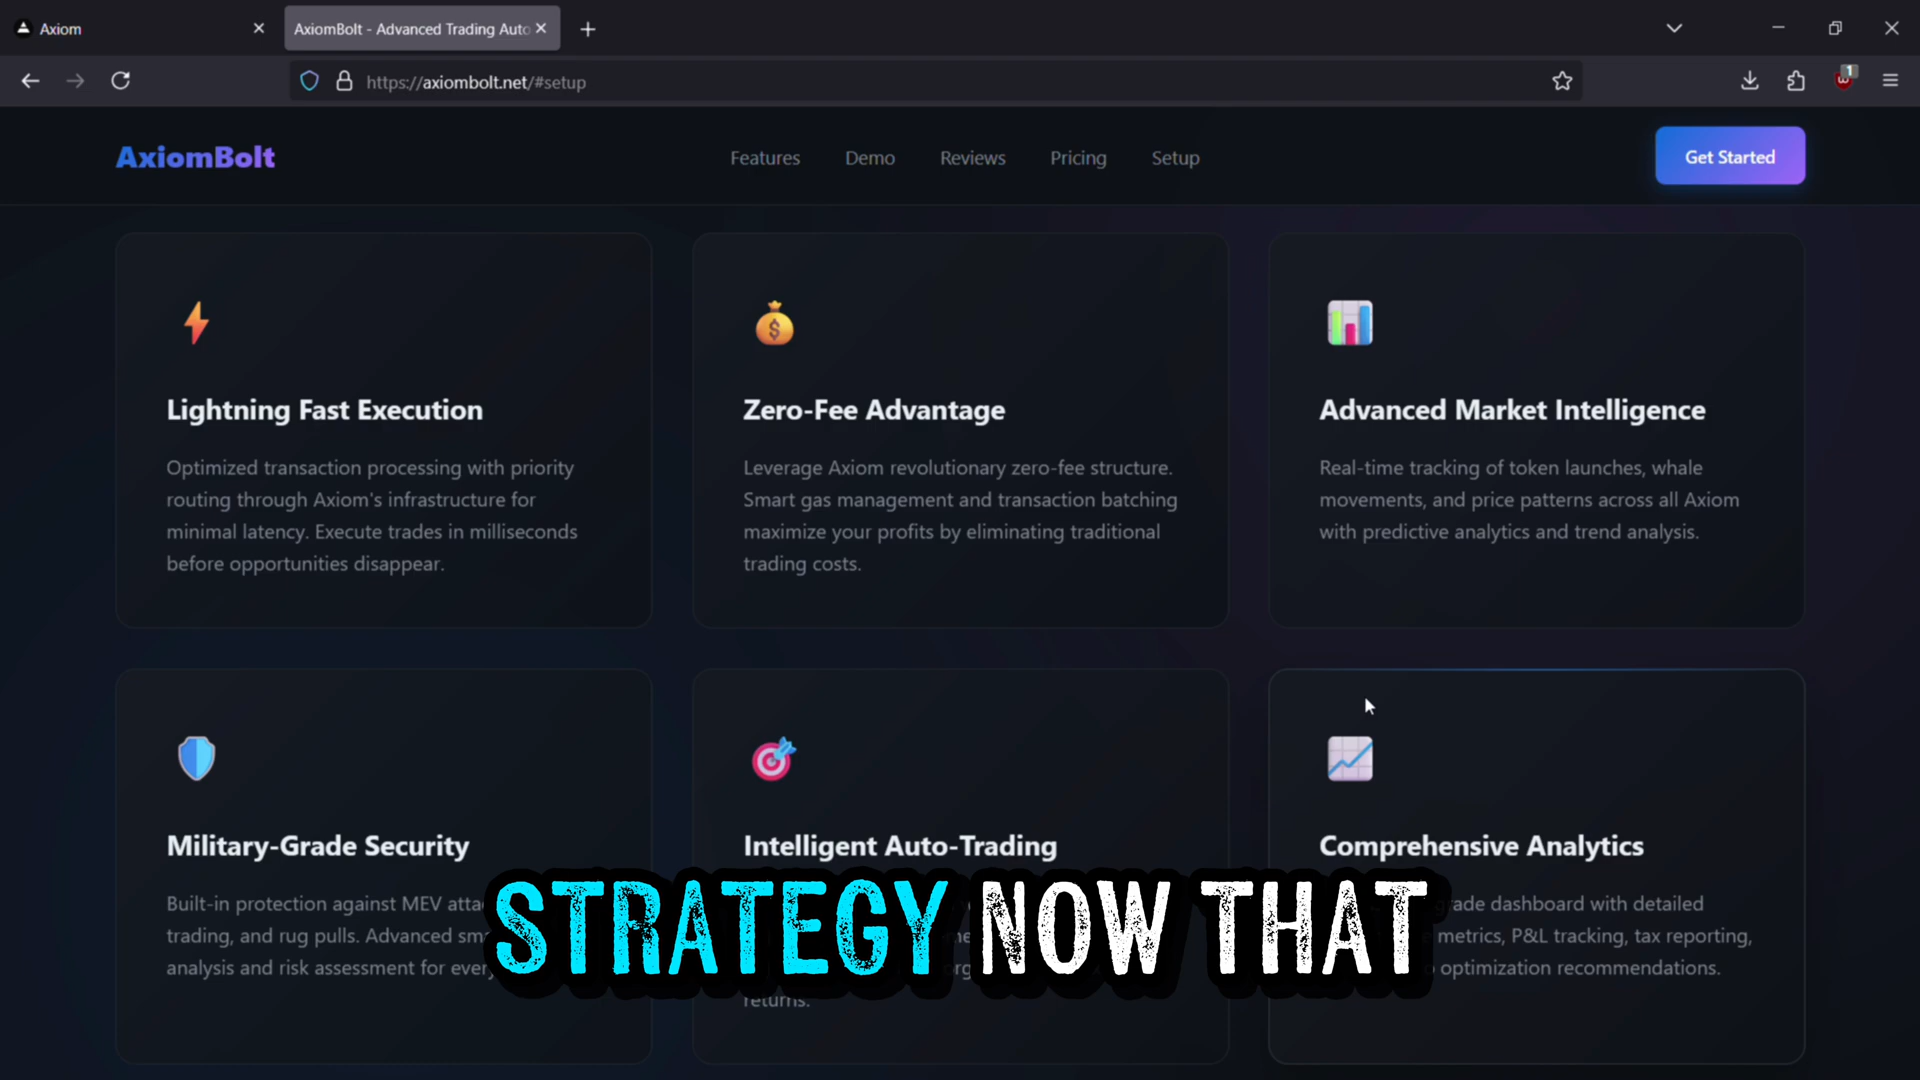 Axiom
AxiomBolt - Advanced Trading Auto
https://axiombolt.net/#setup
1
AxiomBolt
Features
Demo
Reviews
Pricing
Setup
Get Started
Lightning Fast Execution
Optimized transaction processing with priority
routing through Axiom's infrastructure for
minimal latency. Execute trades in milliseconds
before opportunities disappear.
Zero-Fee Advantage
Leverage Axiom revolutionary zero-fee structure.
Smart gas management and transaction batching
maximize your profits by eliminating traditional
trading costs.
Advanced Market Intelligence
Real-time tracking of token launches, whale
movements, and price patterns across all Axiom
with predictive analytics and trend analysis.
Military-Grade Security
Built-in protection against MEV
trading, and rug pulls. Advanced
analysis and risk assessment for
Intelligent Auto-Trading
returns.
Comprehensive Analytics
dashboard with detailed
metrics, P&L tracking, tax reporting,
optimization recommendations.
STRATEGY NOW THAT